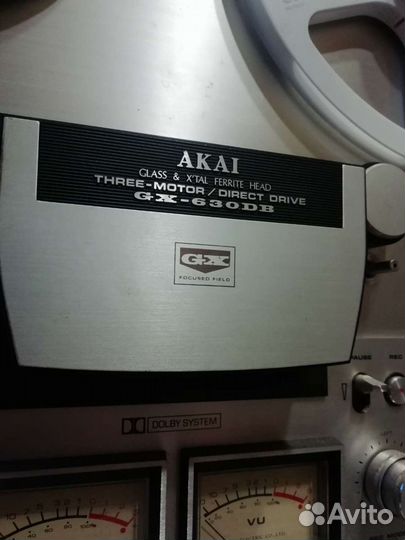 AKAI
GLASS & X'TAL FERRITE HEAD
THREE-MOTOR / DIRECT DRIVE
GX-630DB
GX
FOCUSED FIELD
PAUSE REC
DOLBY SYSTEM
VU
Avito